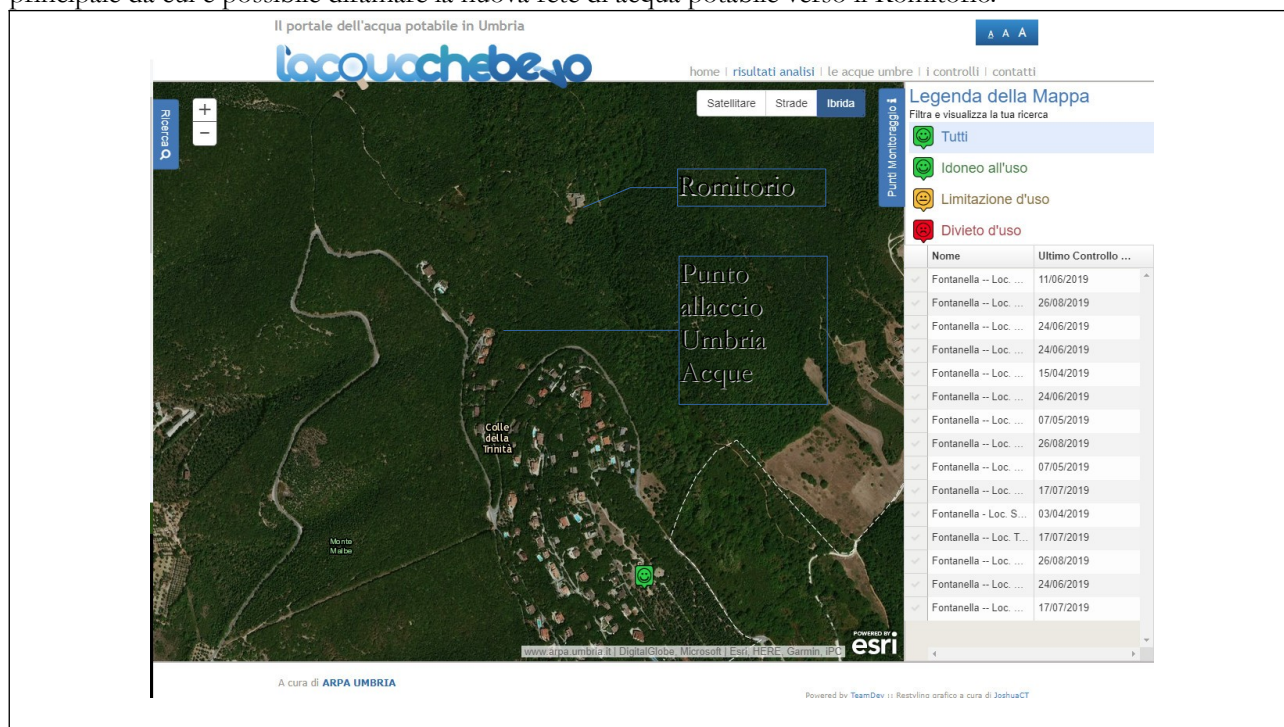 principale da cui è possibile diramare la nuova rete di acqua potabile verso il Romitorio.
Il portale dell'acqua potabile in Umbria
A A A
l'acquachebevo
home | risultati analisi | le acque umbre | i controlli | contatti
Ricerca
+
−
Satellitare Strade Ibrida
Punti Monitoraggio
Romitorio
Punto
allaccio
Umbria
Acque
Colle
della
Trinità
Monte
Malbe
www.arpa.umbria.it | DigitalGlobe, Microsoft | Esri, HERE, Garmin, iPC
POWERED BY
esri
Legenda della Mappa
Filtra e visualizza la tua ricerca
Tutti
Idoneo all'uso
Limitazione d'uso
Divieto d'uso
Nome Ultimo Controllo ...
Fontanella -- Loc. ... 11/06/2019
Fontanella -- Loc. ... 26/08/2019
Fontanella -- Loc. ... 24/06/2019
Fontanella -- Loc. ... 24/06/2019
Fontanella -- Loc. ... 15/04/2019
Fontanella -- Loc. ... 24/06/2019
Fontanella -- Loc. ... 07/05/2019
Fontanella -- Loc. ... 26/08/2019
Fontanella -- Loc. ... 07/05/2019
Fontanella -- Loc. ... 17/07/2019
Fontanella - Loc. S... 03/04/2019
Fontanella -- Loc. T... 17/07/2019
Fontanella -- Loc. ... 26/08/2019
Fontanella -- Loc. ... 24/06/2019
Fontanella -- Loc. ... 17/07/2019
A cura di ARPA UMBRIA
Powered by TeamDev :: Restyling grafico a cura di JoshuaCT